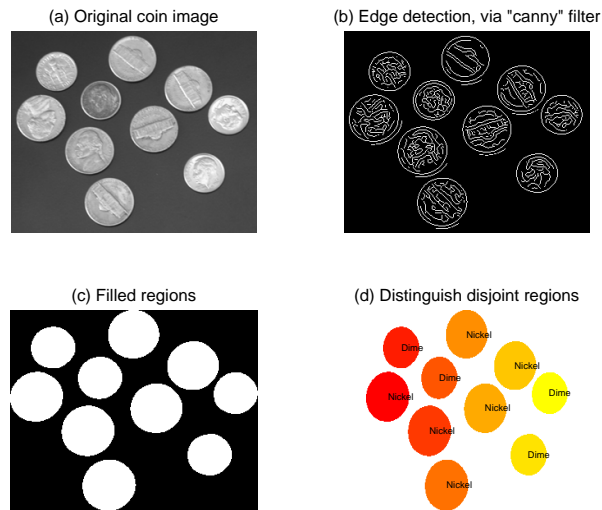 (a) Original coin image
(b) Edge detection, via "canny" filter
(c) Filled regions
(d) Distinguish disjoint regions
Nickel
Dime
Nickel
Dime
Nickel
Dime
Nickel
Nickel
Dime
Nickel